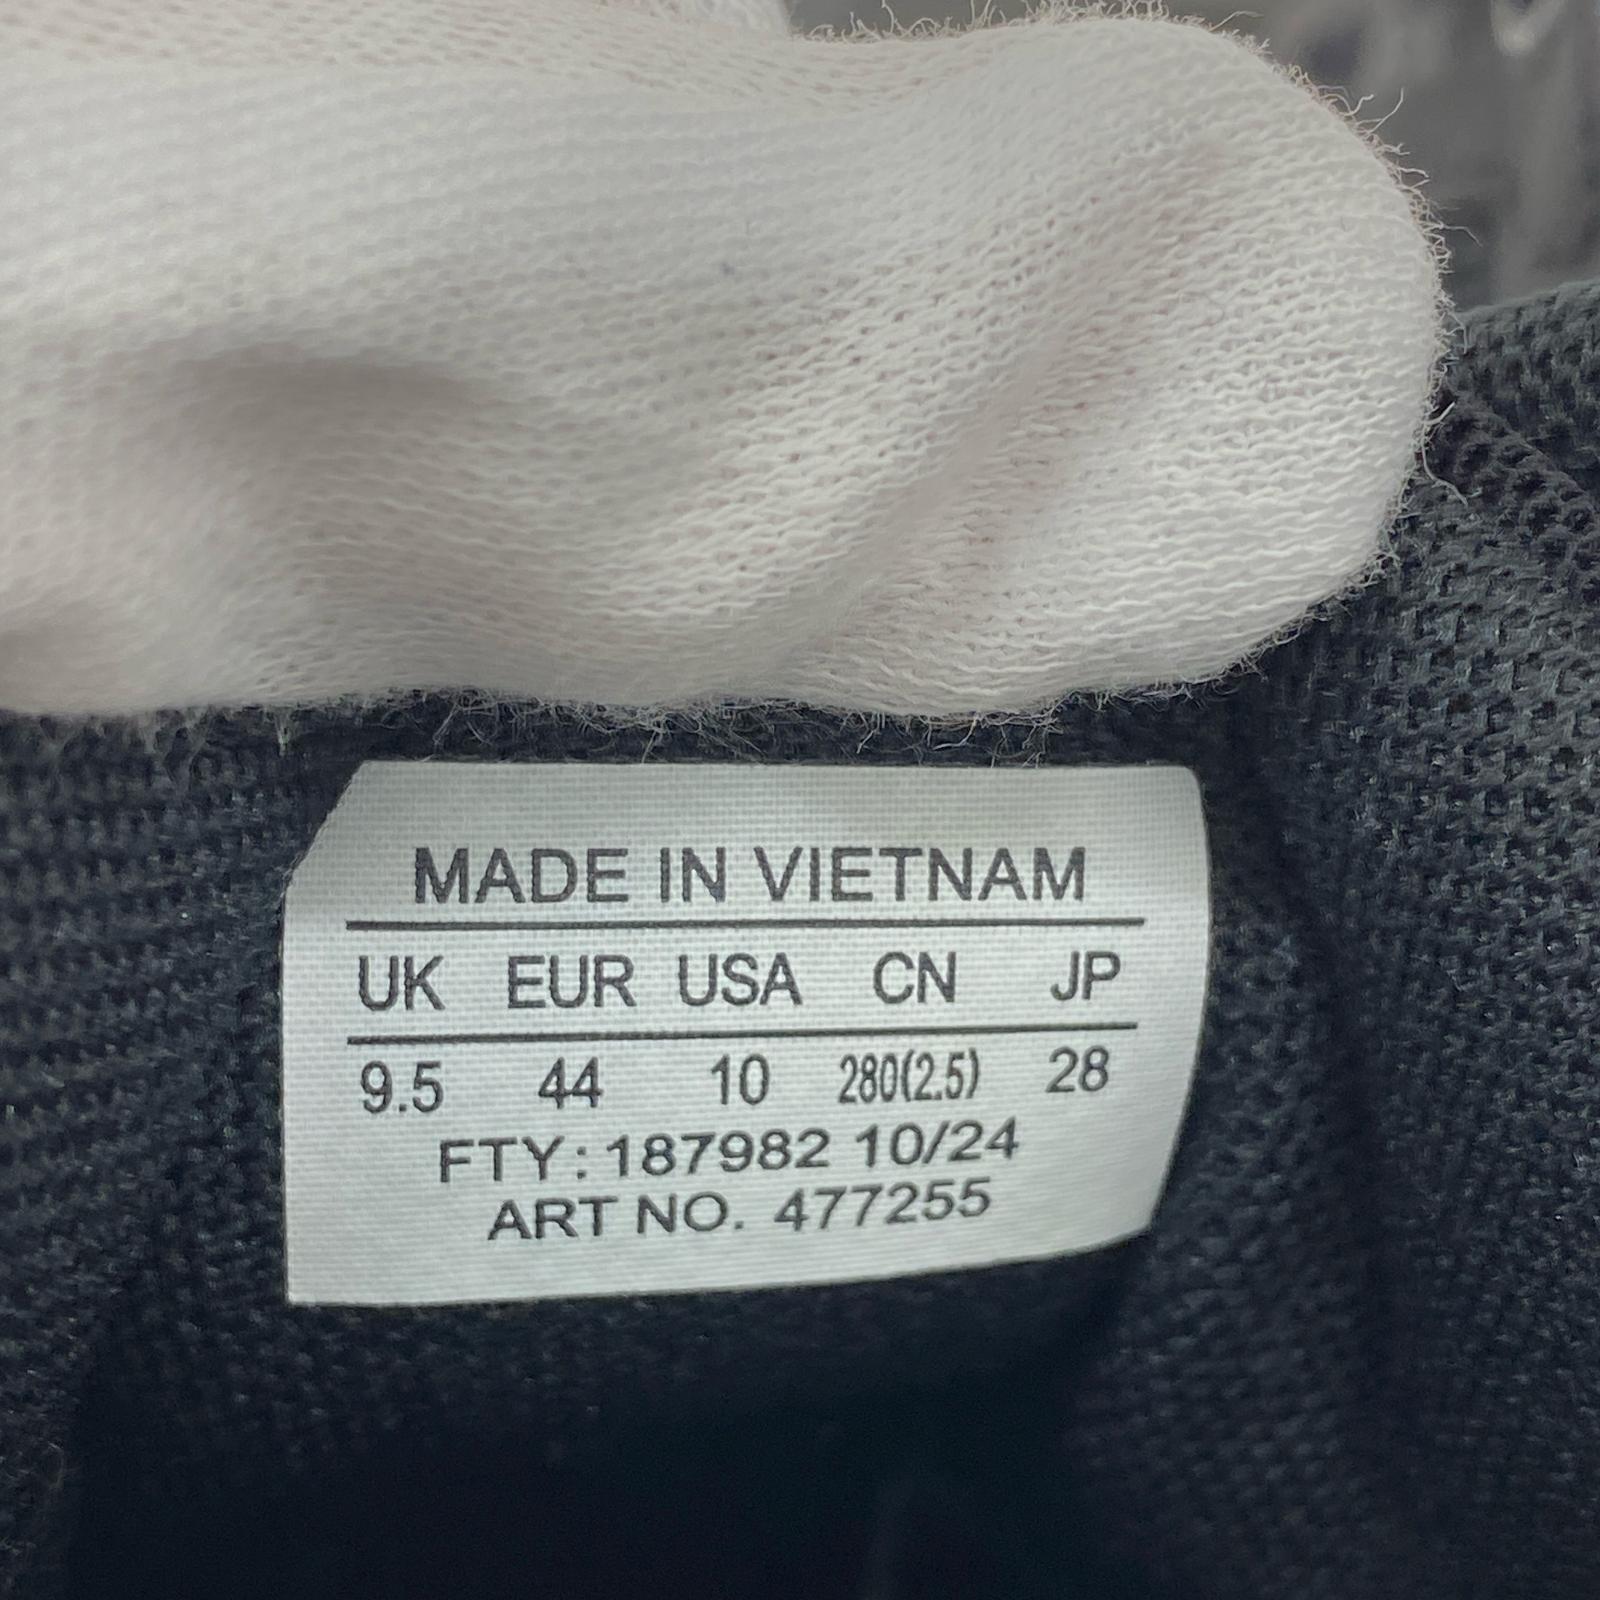 MADE IN VIETNAM
UK EUR USA CN JP
9.5 44 10 280(2.5) 28
FTY: 187982 10/24
ART NO. 477255